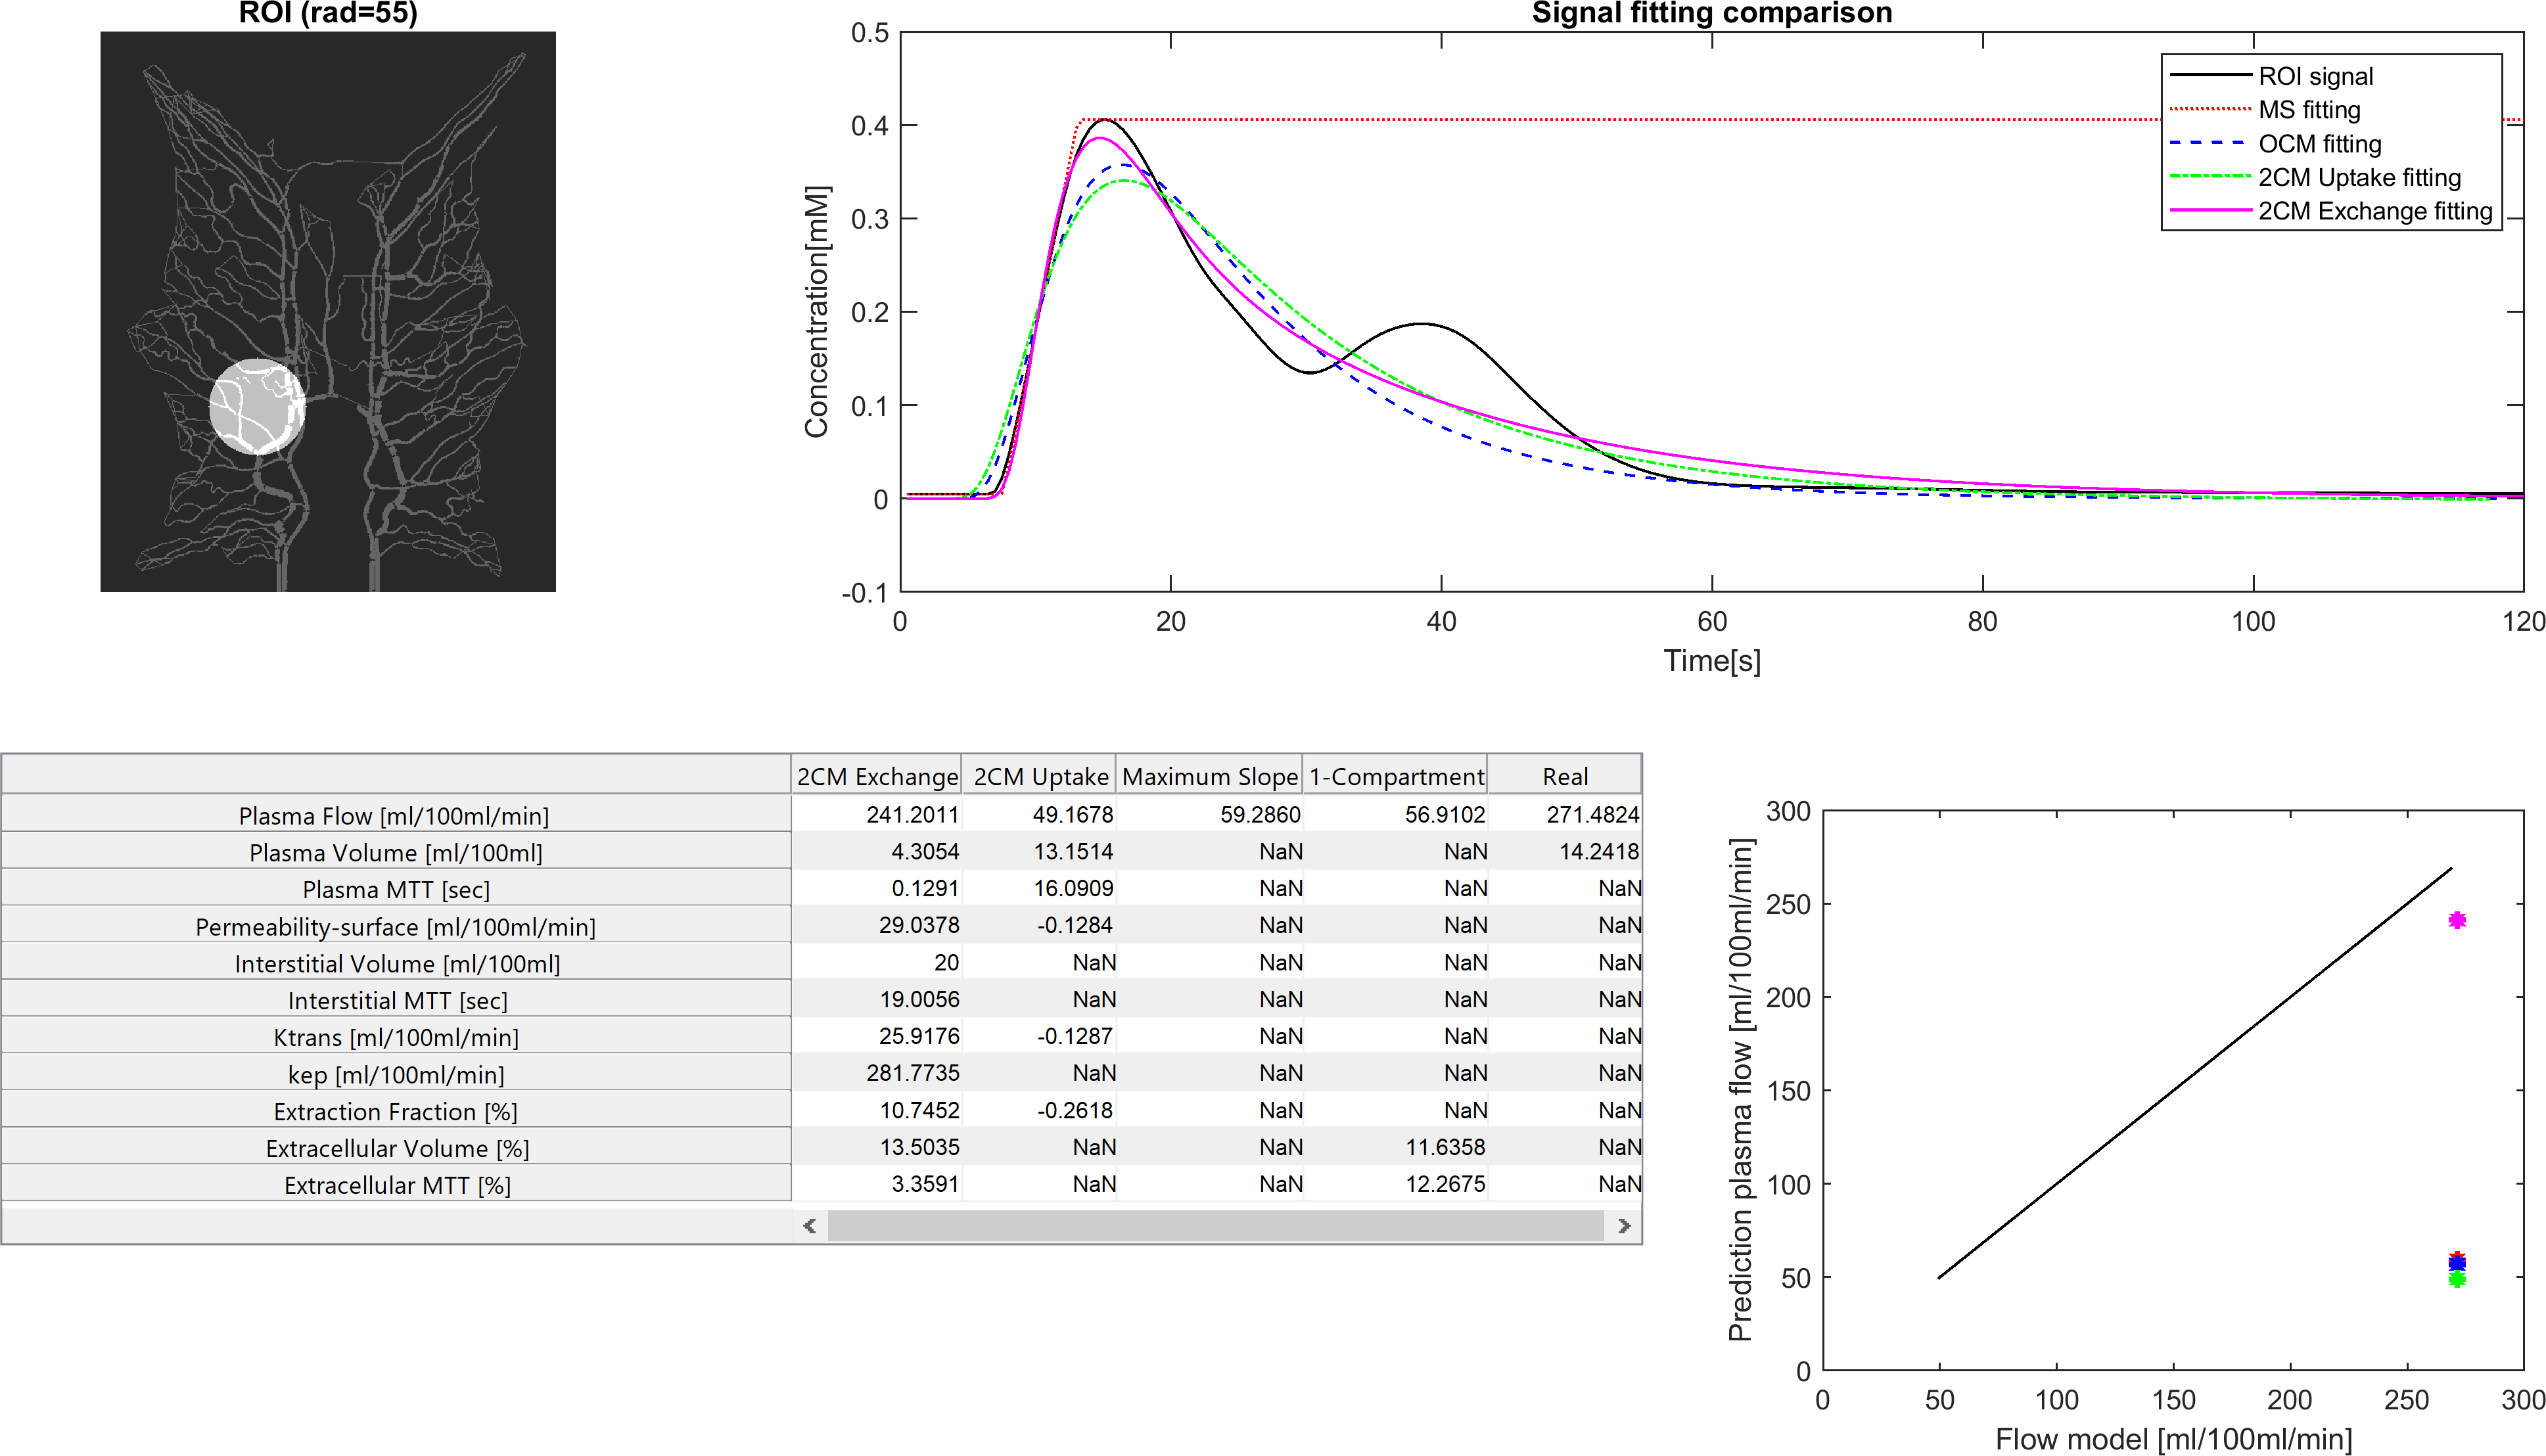 ROI (rad=55)
Signal fitting comparison
0.5
0.4
0.3
0.2
0.1
0
-0.1
Concentration[mM]
0 20 40 60 80 100 120
Time[s]
ROI signal
MS fitting
OCM fitting
2CM Uptake fitting
2CM Exchange fitting
2CM Exchange 2CM Uptake Maximum Slope 1-Compartment Real
Plasma Flow [ml/100ml/min] 241.2011 49.1678 59.2860 56.9102 271.4824
Plasma Volume [ml/100ml] 4.3054 13.1514 NaN NaN 14.2418
Plasma MTT [sec] 0.1291 16.0909 NaN NaN NaN
Permeability-surface [ml/100ml/min] 29.0378 -0.1284 NaN NaN NaN
Interstitial Volume [ml/100ml] 20 NaN NaN NaN NaN
Interstitial MTT [sec] 19.0056 NaN NaN NaN NaN
Ktrans [ml/100ml/min] 25.9176 -0.1287 NaN NaN NaN
kep [ml/100ml/min] 281.7735 NaN NaN NaN NaN
Extraction Fraction [%] 10.7452 -0.2618 NaN NaN NaN
Extracellular Volume [%] 13.5035 NaN NaN 11.6358 NaN
Extracellular MTT [%] 3.3591 NaN NaN 12.2675 NaN
300
250
200
150
100
50
0
Prediction plasma flow [ml/100ml/min]
0 50 100 150 200 250 300
Flow model [ml/100ml/min]